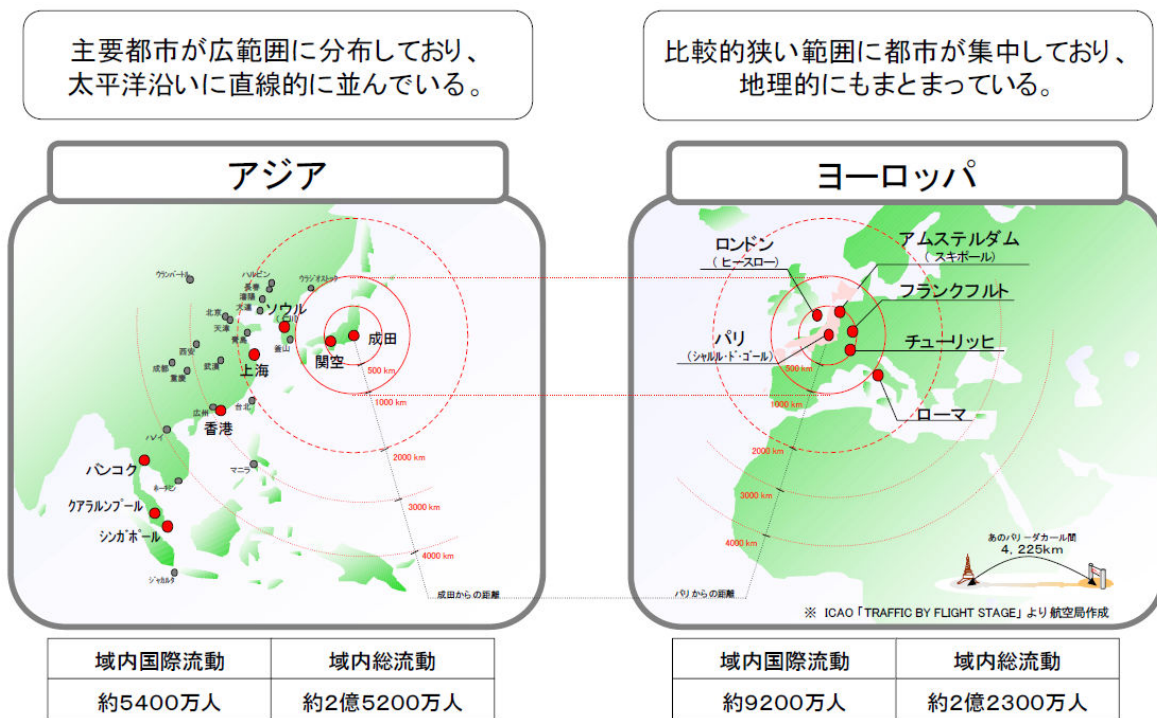 主要都市が広範囲に分布しており、
太平洋沿いに直線的に並んでいる。
比較的狭い範囲に都市が集中しており、
地理的にもまとまっている。
アジア
ウランバートル
ハルビン
長春
瀋陽
大連
ウラジオストック
北京
天津
ソウル
青島
釜山
成田
関空
西安
成都
重慶
武漢
上海
広州
台北
香港
ハノイ
バンコク
マニラ
ホーチミン
クアラルンプール
シンガポール
ジャカルタ
500 km
1000 km
2000 km
3000 km
4000 km
成田からの距離
ヨーロッパ
ロンドン
(ヒースロー)
アムステルダム
(スキポール)
フランクフルト
パリ
(シャルル・ド・ゴール)
チューリッヒ
ローマ
500 km
1000 km
2000 km
3000 km
4000 km
パリからの距離
あのパリーダカール間
4,225km
※ ICAO「TRAFFIC BY FLIGHT STAGE」より航空局作成
域内国際流動 域内総流動
約5400万人 約2億5200万人
域内国際流動 域内総流動
約9200万人 約2億2300万人